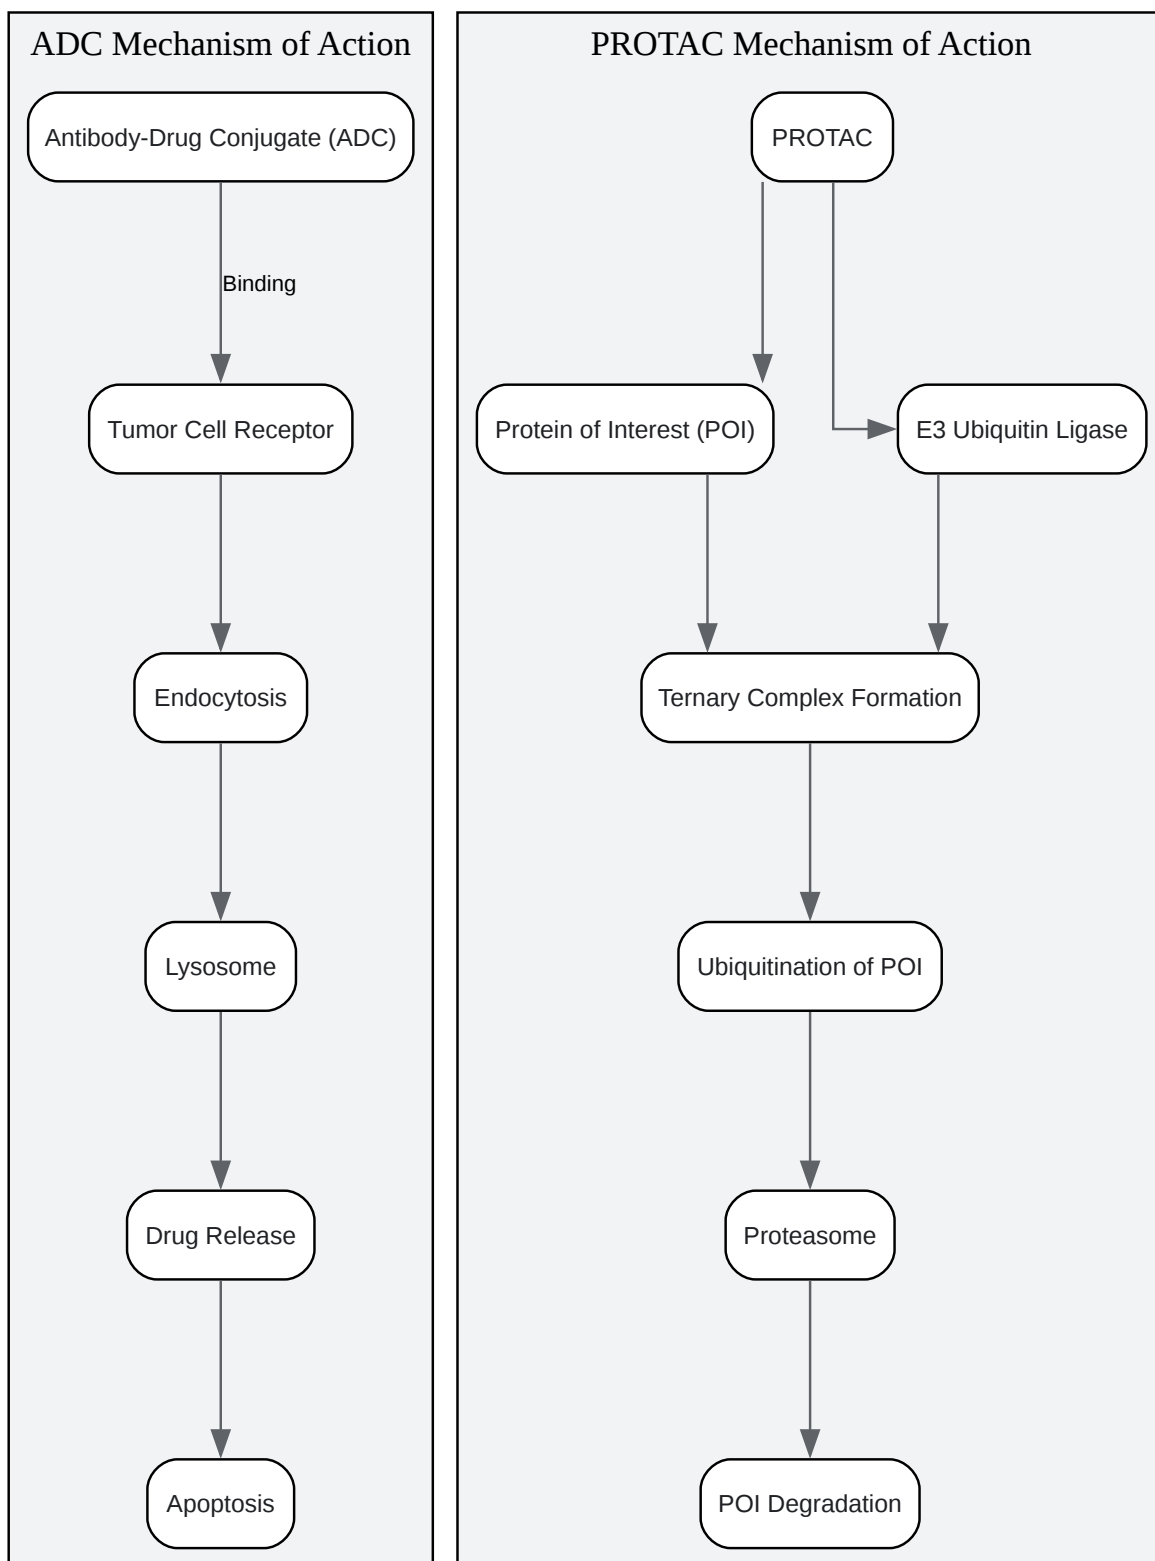 ADC Mechanism of Action
Antibody-Drug Conjugate (ADC)
Binding
Tumor Cell Receptor
Endocytosis
Lysosome
Drug Release
Apoptosis
PROTAC Mechanism of Action
PROTAC
Protein of Interest (POI)
E3 Ubiquitin Ligase
Ternary Complex Formation
Ubiquitination of POI
Proteasome
POI Degradation